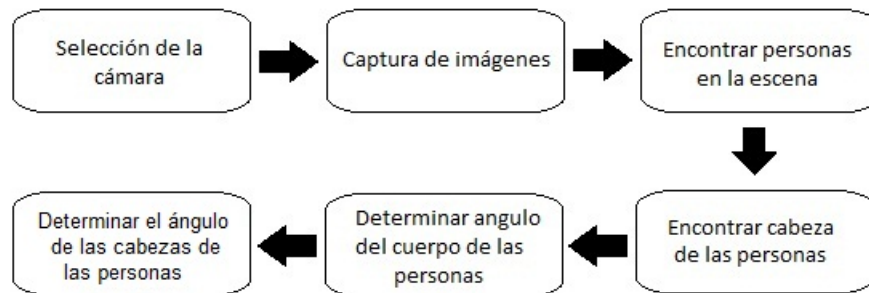 Selección de la
cámara
Captura de imágenes
Encontrar personas
en la escena
Encontrar cabeza
de las personas
Determinar angulo
del cuerpo de las
personas
Determinar el ángulo
de las cabezas de
las personas